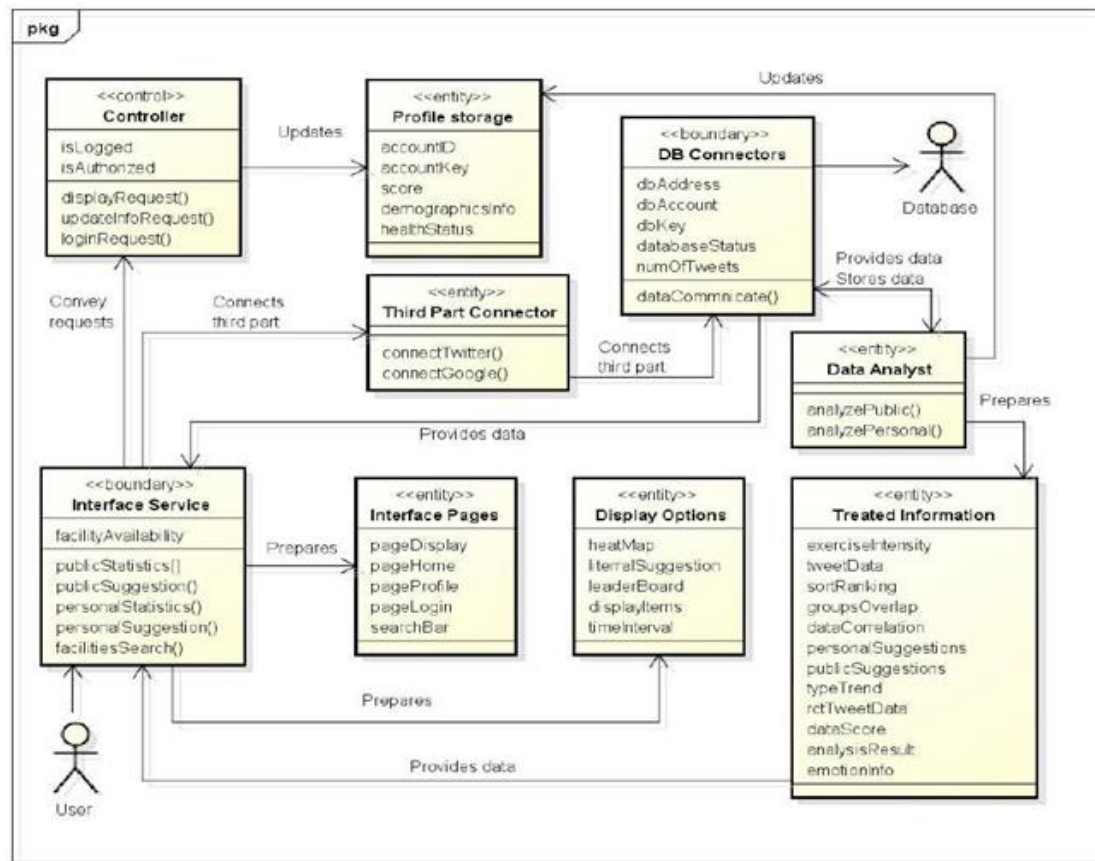 pkg
<<control>>
Controller
isLogged
isAuthorized
displayRequest()
updateInfoRequest()
loginRequest()
Updates
<<entity>>
Profile storage
accountID
accountKey
score
demographicsInfo
healthStatus
Updates
<<boundary>>
DB Connectors
dbAddress
dbAccount
dbKey
databaseStatus
numOfTweets
dataCommnicate()
Database
Provides data
Stores data
Convey
requests
Connects
third part
<<entity>>
Third Part Connector
connectTwitter()
connectGoogle()
Connects
third part
<<entity>>
Data Analyst
analyzePublic()
analyzePersonal()
Prepares
Provides data
<<boundary>>
Interface Service
facilityAvailability
publicStatistics()
publicSuggestion()
personalStatistics()
personalSuggestion()
facilitiesSearch()
Prepares
<<entity>>
Interface Pages
pageDisplay
pageHome
pageProfile
pageLogin
searchBar
<<entity>>
Display Options
heatMap
literralSuggestion
leaderBoard
displayItems
timeInterval
<<entity>>
Treated Information
exerciseIntensity
tweetData
sortRanking
groupsOverlap
dataCorrelation
personalSuggestions
publicSuggestions
typeTrend
rctTweetData
dataScore
analysisResult
emotionInfo
Prepares
Provides data
User